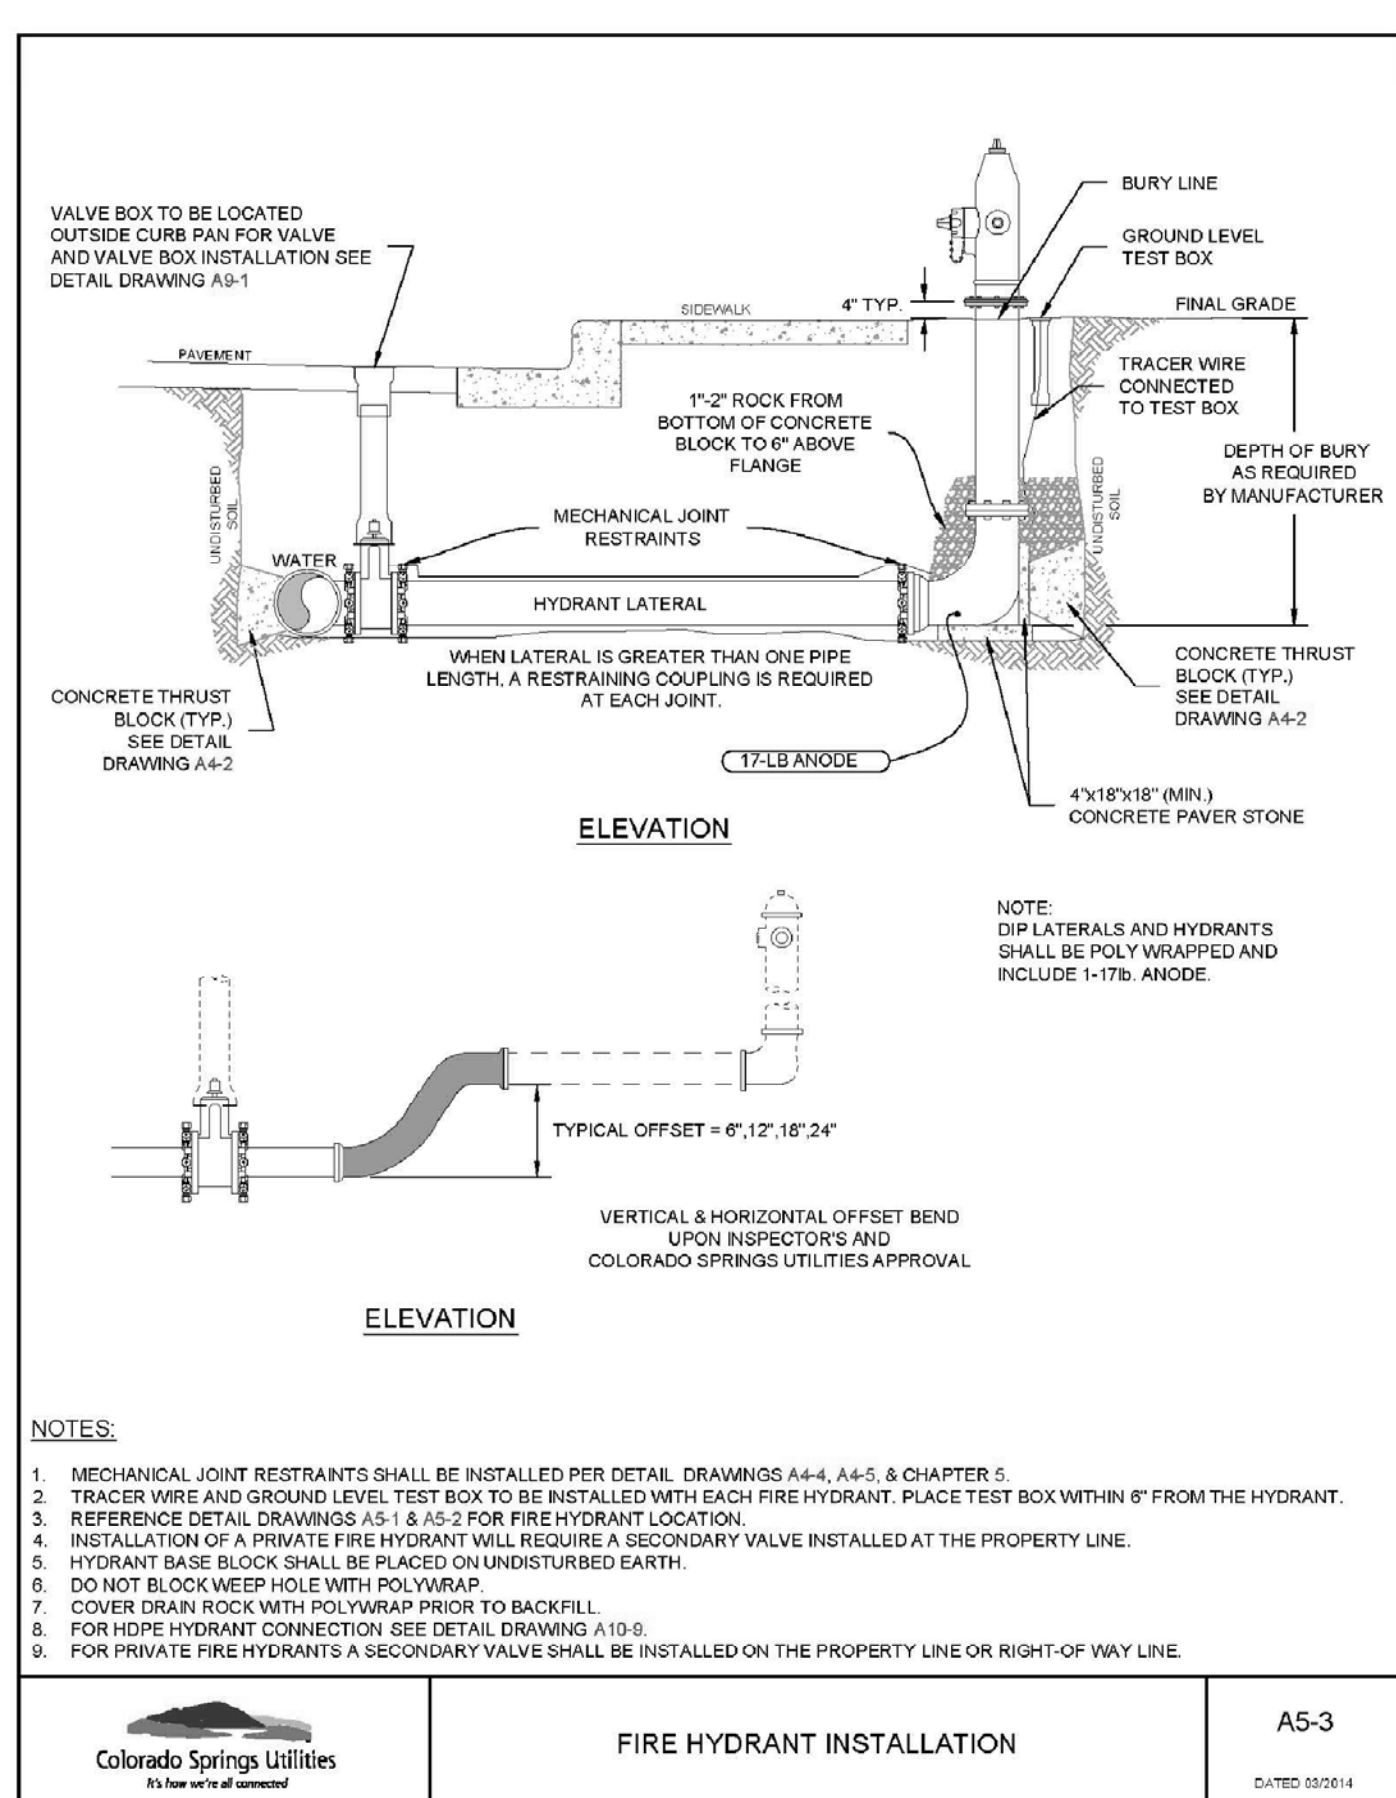 VALVE BOX TO BE LOCATED
OUTSIDE CURB PAN FOR VALVE
AND VALVE BOX INSTALLATION SEE
DETAIL DRAWING A9-1
BURY LINE
GROUND LEVEL
TEST BOX
4" TYP.
SIDEWALK
FINAL GRADE
PAVEMENT
TRACER WIRE
CONNECTED
TO TEST BOX
1"-2" ROCK FROM
BOTTOM OF CONCRETE
BLOCK TO 6" ABOVE
FLANGE
DEPTH OF BURY
AS REQUIRED
BY MANUFACTURER
UNDISTURBED
SOIL
UNDISTURBED
SOIL
MECHANICAL JOINT
RESTRAINTS
WATER
HYDRANT LATERAL
WHEN LATERAL IS GREATER THAN ONE PIPE
LENGTH, A RESTRAINING COUPLING IS REQUIRED
AT EACH JOINT.
CONCRETE THRUST
BLOCK (TYP.)
SEE DETAIL
DRAWING A4-2
CONCRETE THRUST
BLOCK (TYP.)
SEE DETAIL
DRAWING A4-2
17-LB ANODE
4"x18"x18" (MIN.)
CONCRETE PAVER STONE
ELEVATION
NOTE:
DIP LATERALS AND HYDRANTS
SHALL BE POLY WRAPPED AND
INCLUDE 1-17lb. ANODE.
TYPICAL OFFSET = 6",12",18",24"
VERTICAL & HORIZONTAL OFFSET BEND
UPON INSPECTOR'S AND
COLORADO SPRINGS UTILITIES APPROVAL
ELEVATION
NOTES:
1. MECHANICAL JOINT RESTRAINTS SHALL BE INSTALLED PER DETAIL DRAWINGS A4-4, A4-5, & CHAPTER 5.
2. TRACER WIRE AND GROUND LEVEL TEST BOX TO BE INSTALLED WITH EACH FIRE HYDRANT. PLACE TEST BOX WITHIN 6" FROM THE HYDRANT.
3. REFERENCE DETAIL DRAWINGS A5-1 & A5-2 FOR FIRE HYDRANT LOCATION.
4. INSTALLATION OF A PRIVATE FIRE HYDRANT WILL REQUIRE A SECONDARY VALVE INSTALLED AT THE PROPERTY LINE.
5. HYDRANT BASE BLOCK SHALL BE PLACED ON UNDISTURBED EARTH.
6. DO NOT BLOCK WEEP HOLE WITH POLYWRAP.
7. COVER DRAIN ROCK WITH POLYWRAP PRIOR TO BACKFILL.
8. FOR HDPE HYDRANT CONNECTION SEE DETAIL DRAWING A10-9.
9. FOR PRIVATE FIRE HYDRANTS A SECONDARY VALVE SHALL BE INSTALLED ON THE PROPERTY LINE OR RIGHT-OF WAY LINE.
Colorado Springs Utilities
It's how we're all connected
FIRE HYDRANT INSTALLATION
A5-3
DATED 03/2014